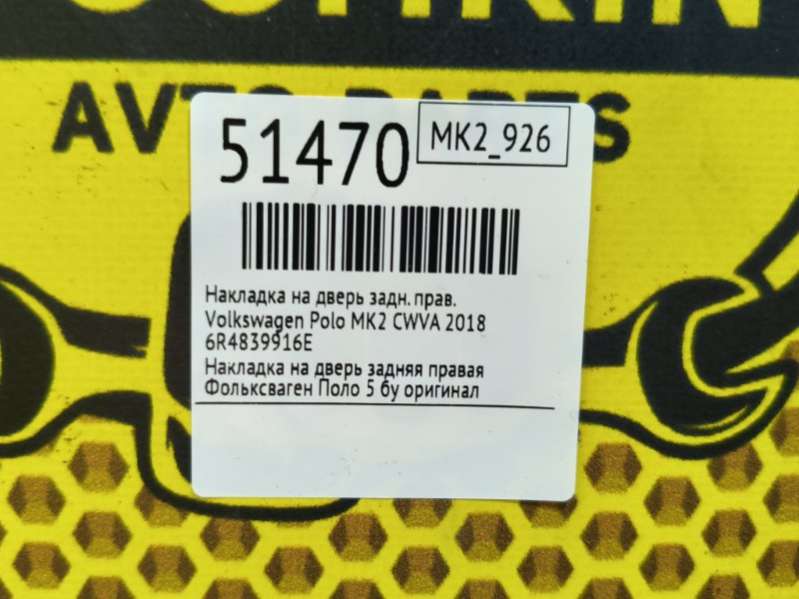 AVTO PARTS
51470
MK2_926
Накладка на дверь задн. прав.
Volkswagen Polo MK2 CWVA 2018
6R4839916E
Накладка на дверь задняя правая
Фольксваген Поло 5 бу оригинал